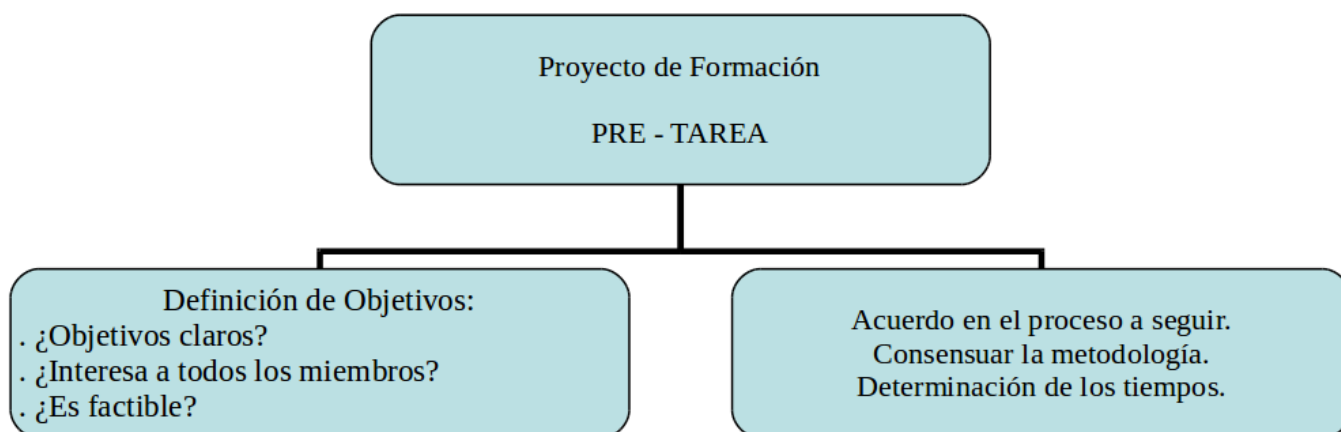 Proyecto de Formación
PRE - TAREA
Definición de Objetivos:
. ¿Objetivos claros?
. ¿Interesa a todos los miembros?
. ¿Es factible?
Acuerdo en el proceso a seguir.
Consensuar la metodología.
Determinación de los tiempos.